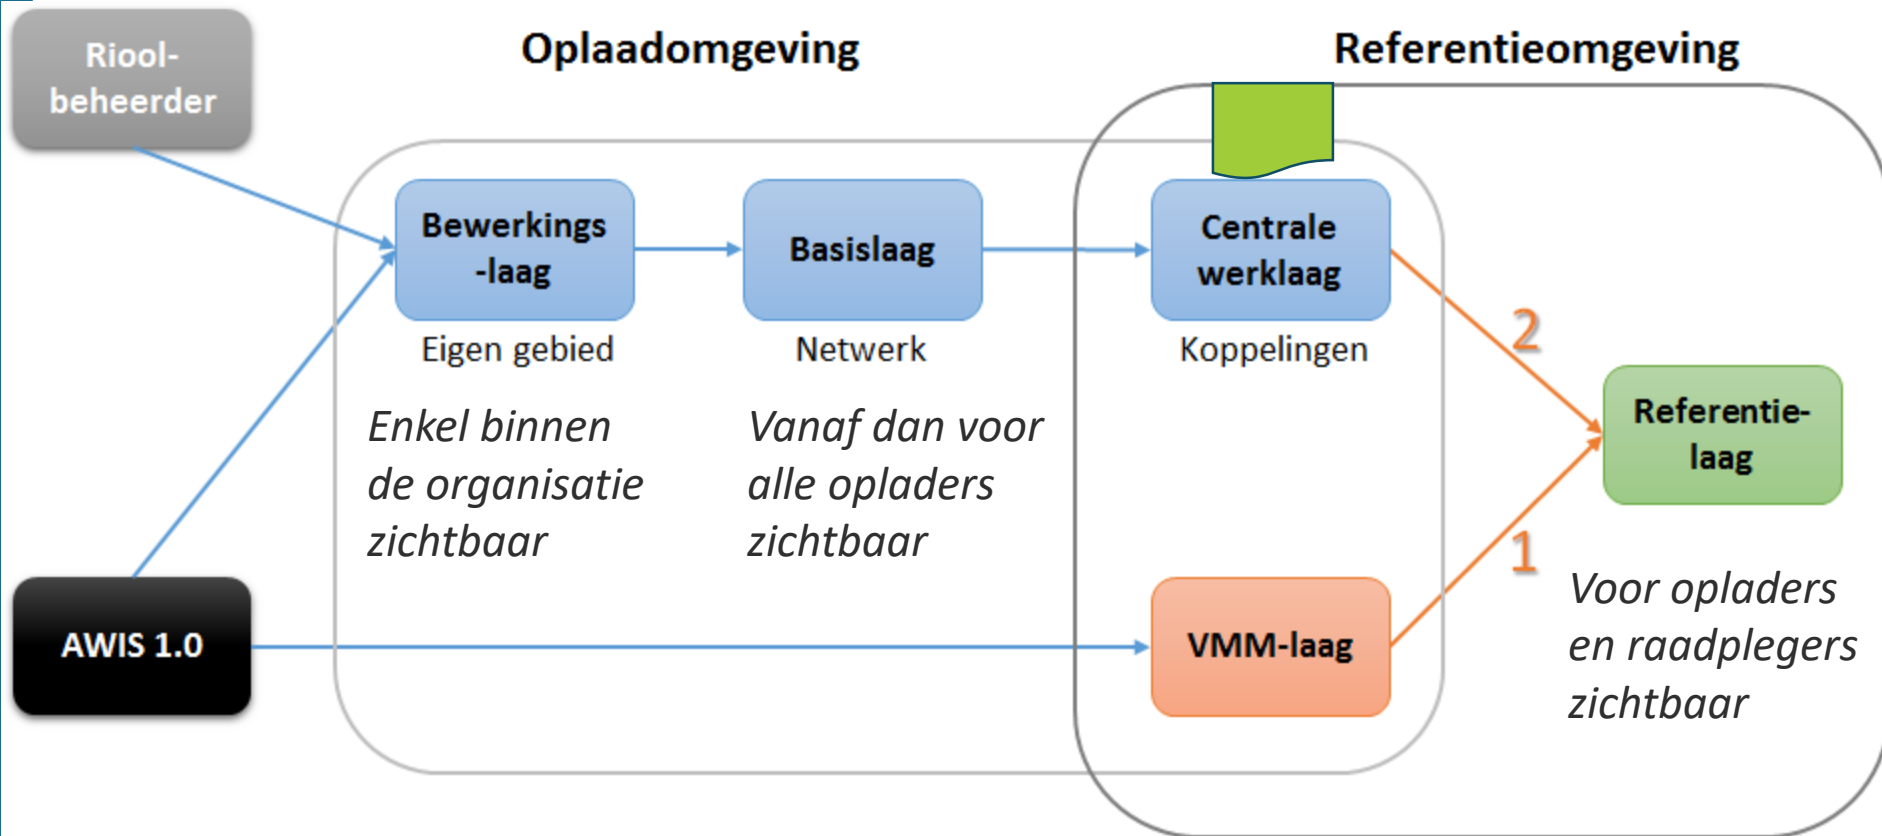 Oplaadomgeving
Referentieomgeving
Riool-
beheerder
Bewerkings
-laag
Eigen gebied
Enkel binnen
de organisatie
zichtbaar
Basislaag
Netwerk
Vanaf dan voor
alle opladers
zichtbaar
Centrale
werklaag
Koppelingen
2
Referentie-
laag
1
Voor opladers
en raadplegers
zichtbaar
AWIS 1.0
VMM-laag